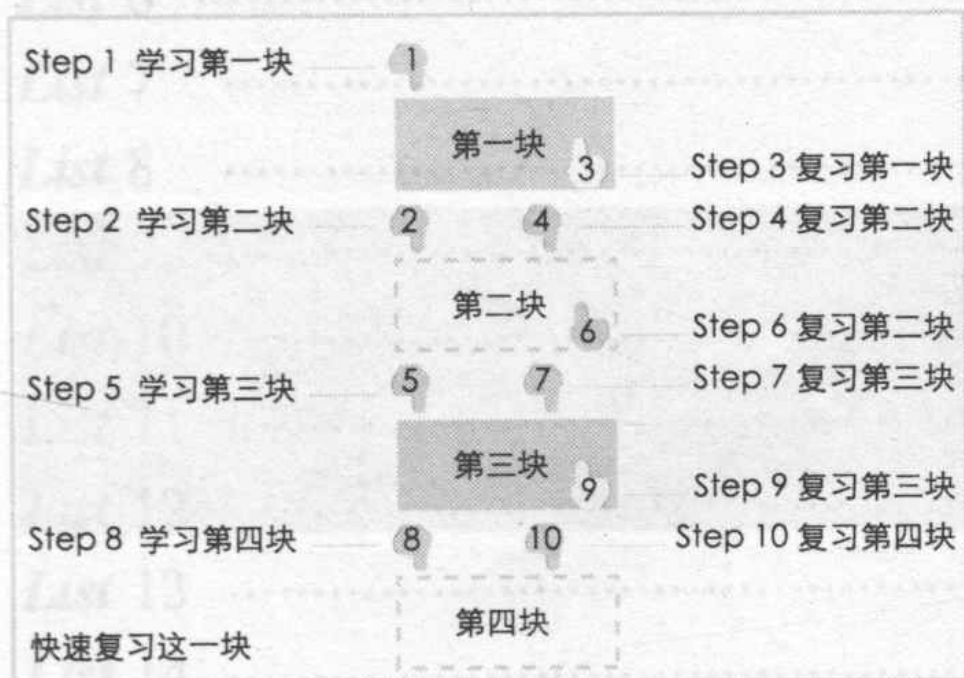 Step 1 学习第一块
1
第一块
3
Step 3 复习第一块
Step 2 学习第二块
2
4
Step 4 复习第二块
第二块
6
Step 6 复习第二块
Step 5 学习第三块
5
7
Step 7 复习第三块
第三块
9
Step 9 复习第三块
Step 8 学习第四块
8
10
Step 10 复习第四块
第四块
快速复习这一块
List 8
List 13